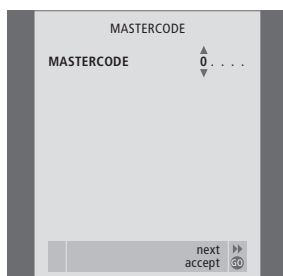 MASTERCODE
MASTERCODE 0 . . . .
next
accept GO